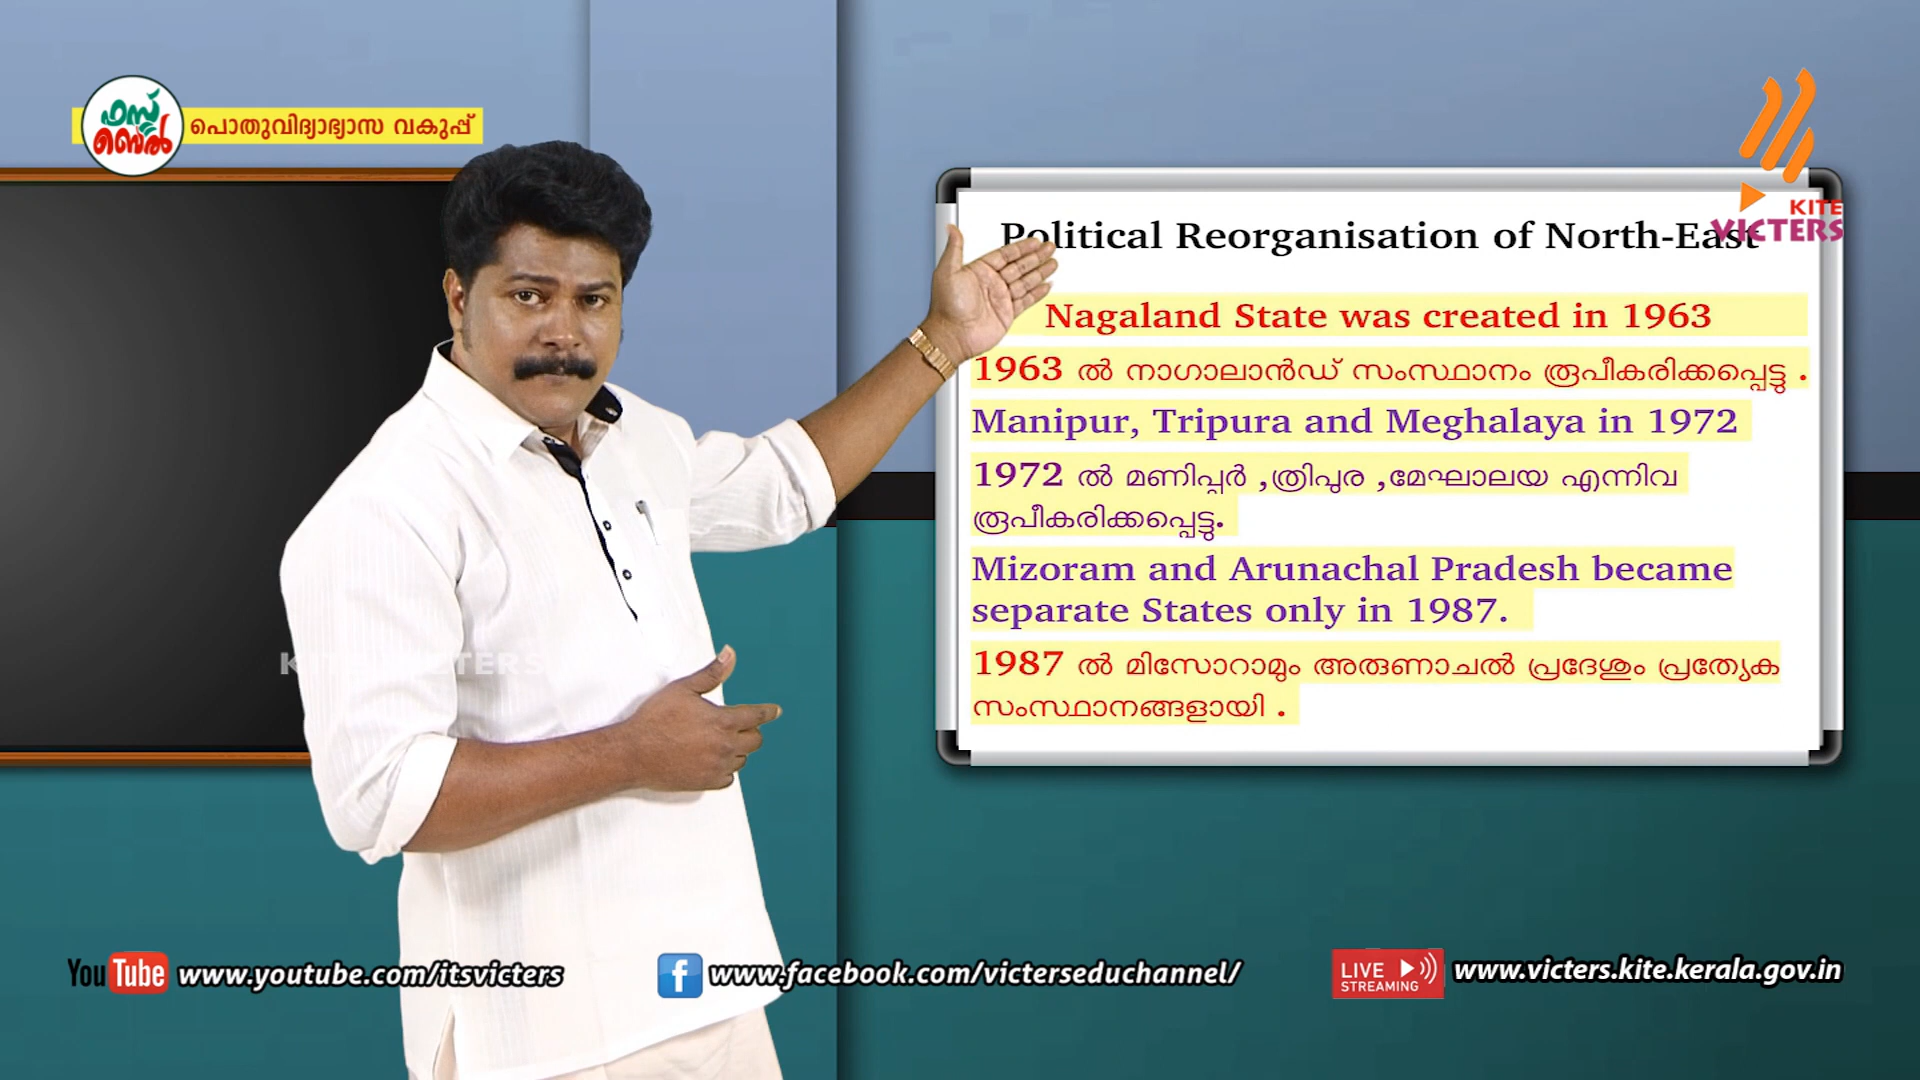 ഫസ്റ്റ്
ബെൽ
പൊതുവിദ്യാഭ്യാസ വകുപ്പ്
KITE
VICTERS
Political Reorganisation of North-East
Nagaland State was created in 1963
1963 ൽ നാഗാലാൻഡ് സംസ്ഥാനം രൂപീകരിക്കപ്പെട്ടു .
Manipur, Tripura and Meghalaya in 1972
1972 ൽ മണിപ്പൂർ ,ത്രിപുര ,മേഘാലയ എന്നിവ
രൂപീകരിക്കപ്പെട്ടു.
Mizoram and Arunachal Pradesh became
separate States only in 1987.
1987 ൽ മിസോറാമും അരുണാചൽ പ്രദേശും പ്രത്യേക
സംസ്ഥാനങ്ങളായി .
KITE VICTERS
YouTube www.youtube.com/itsvicters
f www.facebook.com/victerseduchannel/
LIVE STREAMING www.victers.kite.kerala.gov.in